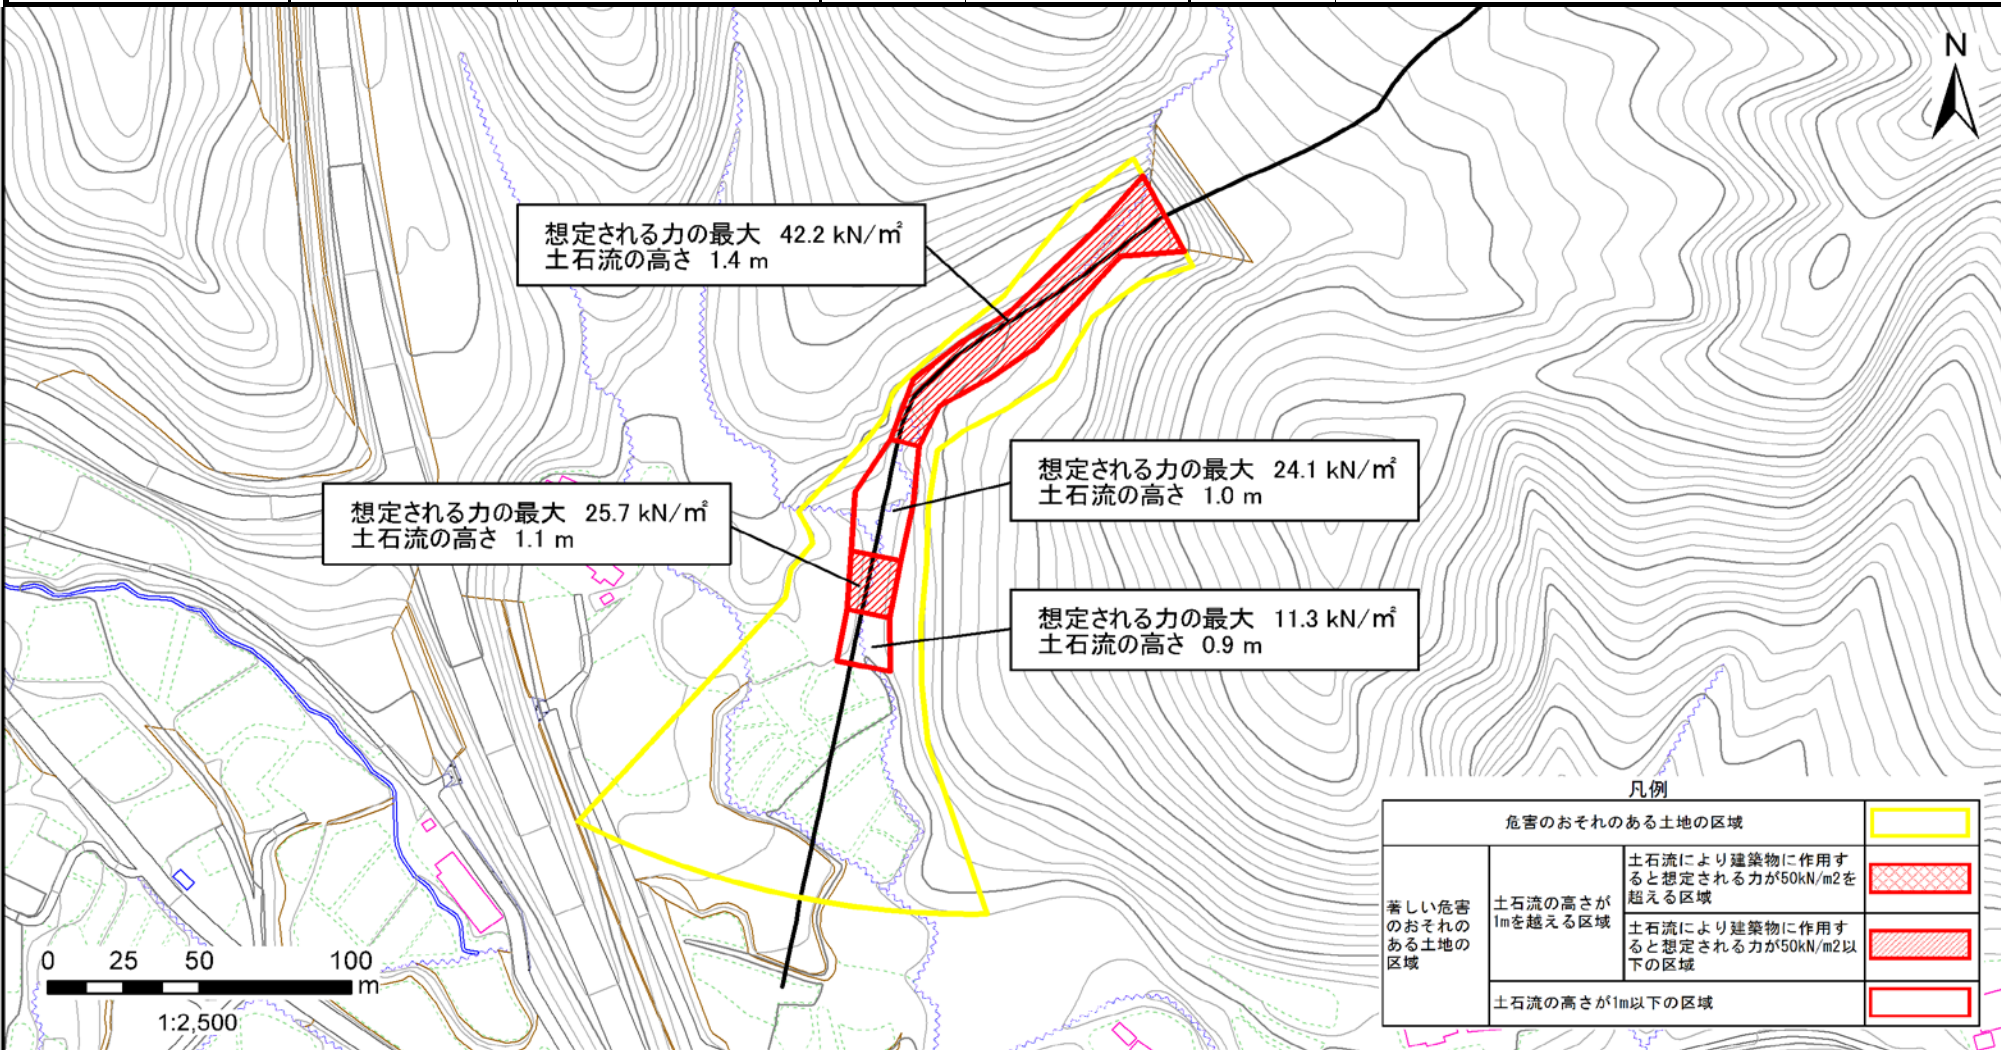 N
想定される力の最大 42.2 kN/㎡
土石流の高さ 1.4 m
想定される力の最大 24.1 kN/㎡
土石流の高さ 1.0 m
想定される力の最大 25.7 kN/㎡
土石流の高さ 1.1 m
想定される力の最大 11.3 kN/㎡
土石流の高さ 0.9 m
凡例
危害のおそれのある土地の区域
著しい危害
のおそれの
ある土地の
区域
土石流の高さが
1mを越える区域
土石流により建築物に作用す
ると想定される力が50kN/m2を
超える区域
土石流により建築物に作用す
ると想定される力が50kN/m2以
下の区域
土石流の高さが1m以下の区域
0 25 50 100
m
1:2,500